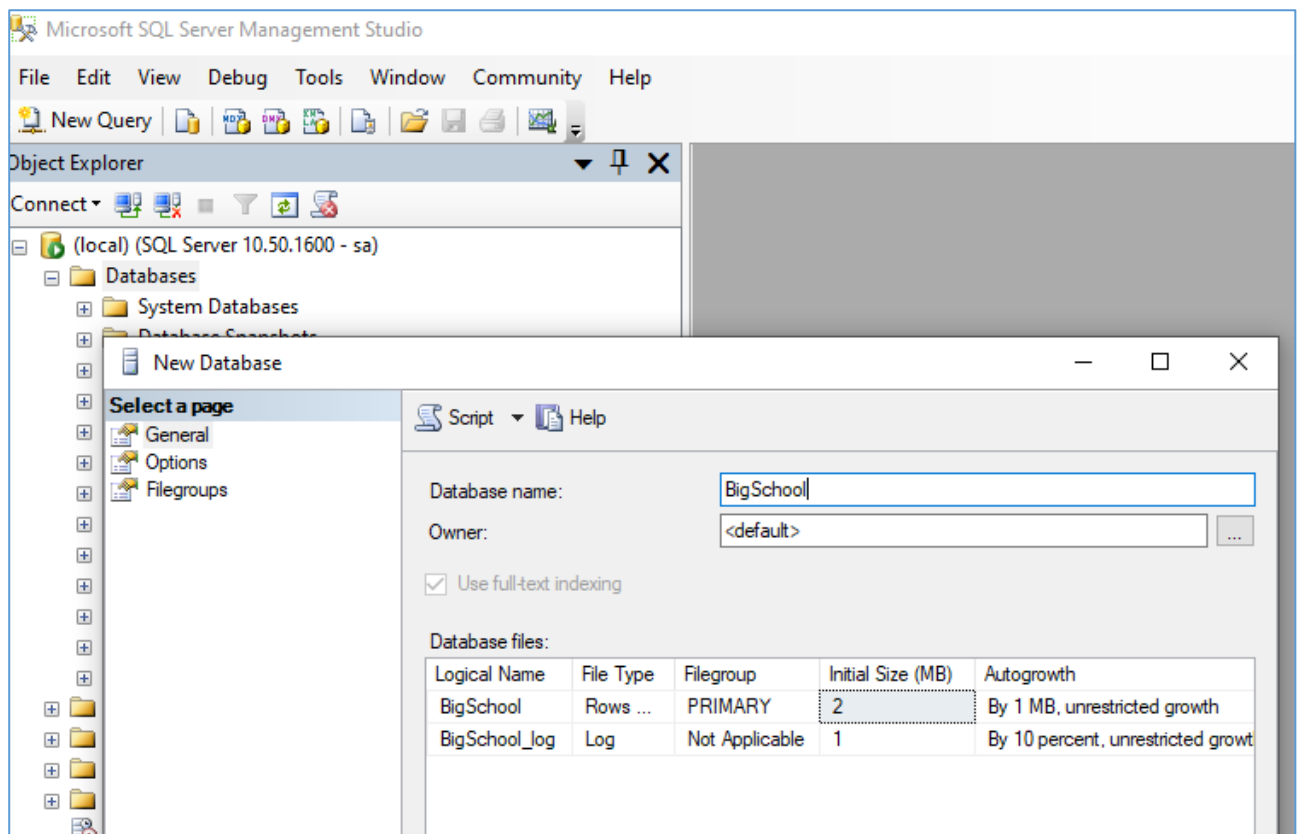 Microsoft SQL Server Management Studio
File Edit View Debug Tools Window Community Help
New Query
Object Explorer
Connect
(local) (SQL Server 10.50.1600 - sa)
Databases
System Databases
Database Snapshots
New Database
Select a page
General
Options
Filegroups
Script Help
Database name: BigSchool
Owner: <default> ...
Use full-text indexing
Database files:
Logical Name File Type Filegroup Initial Size (MB) Autogrowth
BigSchool Rows ... PRIMARY 2 By 1 MB, unrestricted growth
BigSchool_log Log Not Applicable 1 By 10 percent, unrestricted growt